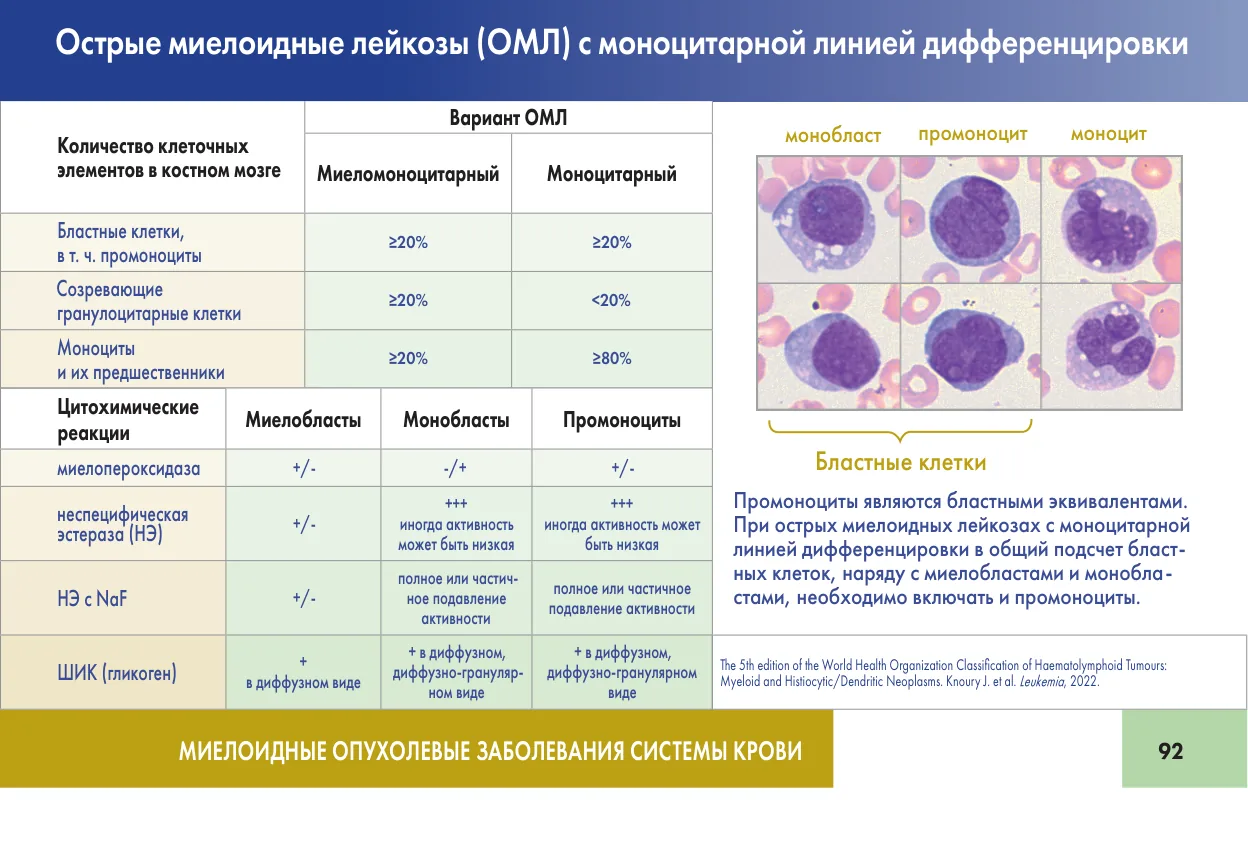 Острые миелоидные лейкозы (ОМЛ) с моноцитарной линией дифференцировки
Количество клеточных
элементов в костном мозге
Вариант ОМЛ
Миеломоноцитарный
Моноцитарный
Бластные клетки,
в т. ч. промоноциты
≥20%
≥20%
Созревающие
гранулоцитарные клетки
≥20%
<20%
Моноциты
и их предшественники
≥20%
≥80%
Цитохимические
реакции
Миелобласты
Монобласты
Промоноциты
миелопероксидаза
+/-
-/+
+/-
неспецифическая
эстераза (НЭ)
+/-
+++
иногда активность
может быть низкая
+++
иногда активность может
быть низкая
НЭ с NaF
+/-
полное или частич-
ное подавление
активности
полное или частичное
подавление активности
ШИК (гликоген)
+
в диффузном виде
+ в диффузном,
диффузно-грануляр-
ном виде
+ в диффузном,
диффузно-гранулярном
виде
монобласт
промоноцит
моноцит
Бластные клетки
Промоноциты являются бластными эквивалентами.
При острых миелоидных лейкозах с моноцитарной
линией дифференцировки в общий подсчет бласт-
ных клеток, наряду с миелобластами и монобла-
стами, необходимо включать и промоноциты.
The 5th edition of the World Health Organization Classification of Haematolymphoid Tumours:
Myeloid and Histiocytic/Dendritic Neoplasms. Knoury J. et al. Leukemia, 2022.
МИЕЛОИДНЫЕ ОПУХОЛЕВЫЕ ЗАБОЛЕВАНИЯ СИСТЕМЫ КРОВИ
92